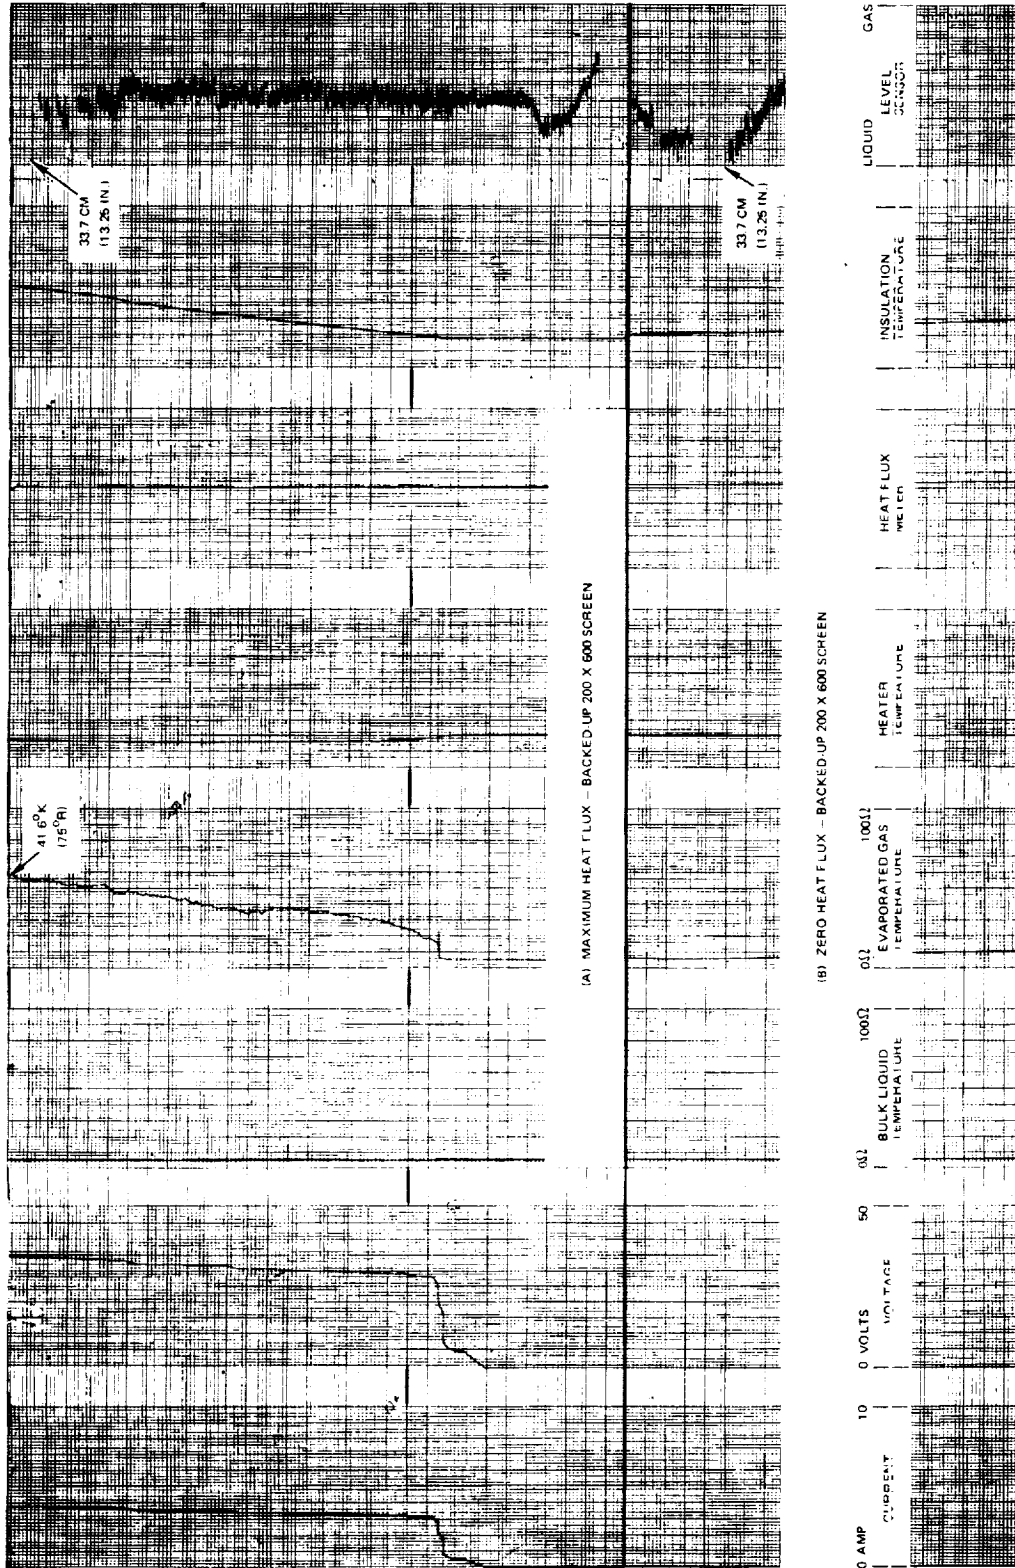 33.7 CM
(13.25 IN.)
41.6°K
(75°R)
(A) MAXIMUM HEAT FLUX – BACKED-UP 200 X 600 SCREEN
33.7 CM
(13.25 IN.)
(B) ZERO HEAT FLUX – BACKED-UP 200 X 600 SCREEN
0 AMP 10
CURRENT
0 VOLTS 50
VOLTAGE
0Ω 100Ω
BULK LIQUID
TEMPERATURE
0Ω 100Ω
EVAPORATED GAS
TEMPERATURE
HEATER
TEMPERATURE
HEAT FLUX
METER
INSULATION
TEMPERATURE
LIQUID GAS
LEVEL
SENSOR